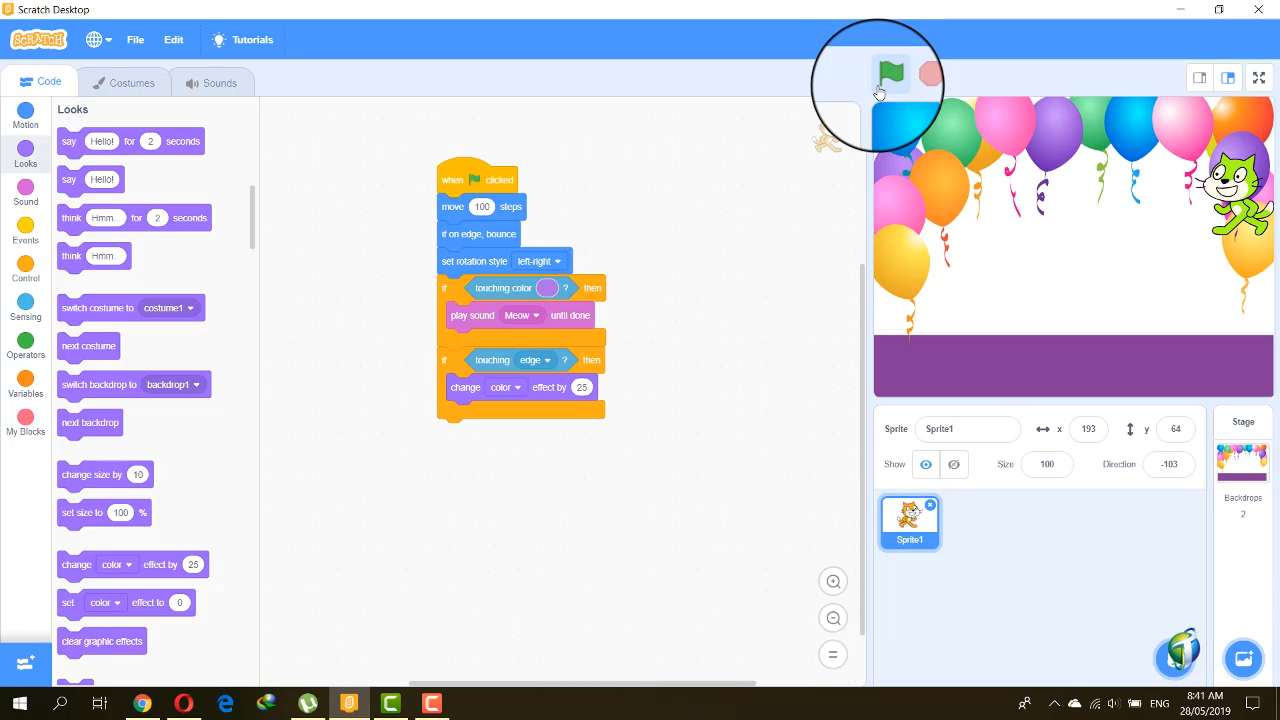 Scratch Desktop
SCRATCH
File
Edit
Tutorials
Code
Costumes
Sounds
Motion
Looks
Sound
Events
Control
Sensing
Operators
Variables
My Blocks
Looks
say Hello! for 2 seconds
say Hello!
think Hmm... for 2 seconds
think Hmm...
switch costume to costume1
next costume
switch backdrop to backdrop1
next backdrop
change size by 10
set size to 100 %
change color effect by 25
set color effect to 0
clear graphic effects
when clicked
move 100 steps
if on edge, bounce
set rotation style left-right
if touching color ? then
play sound Meow until done
if touching edge ? then
change color effect by 25
Sprite Sprite1 x 193 y 64
Show Size 100 Direction -103
Sprite1
Stage
Backdrops
2
ENG
8:41 AM
28/05/2019